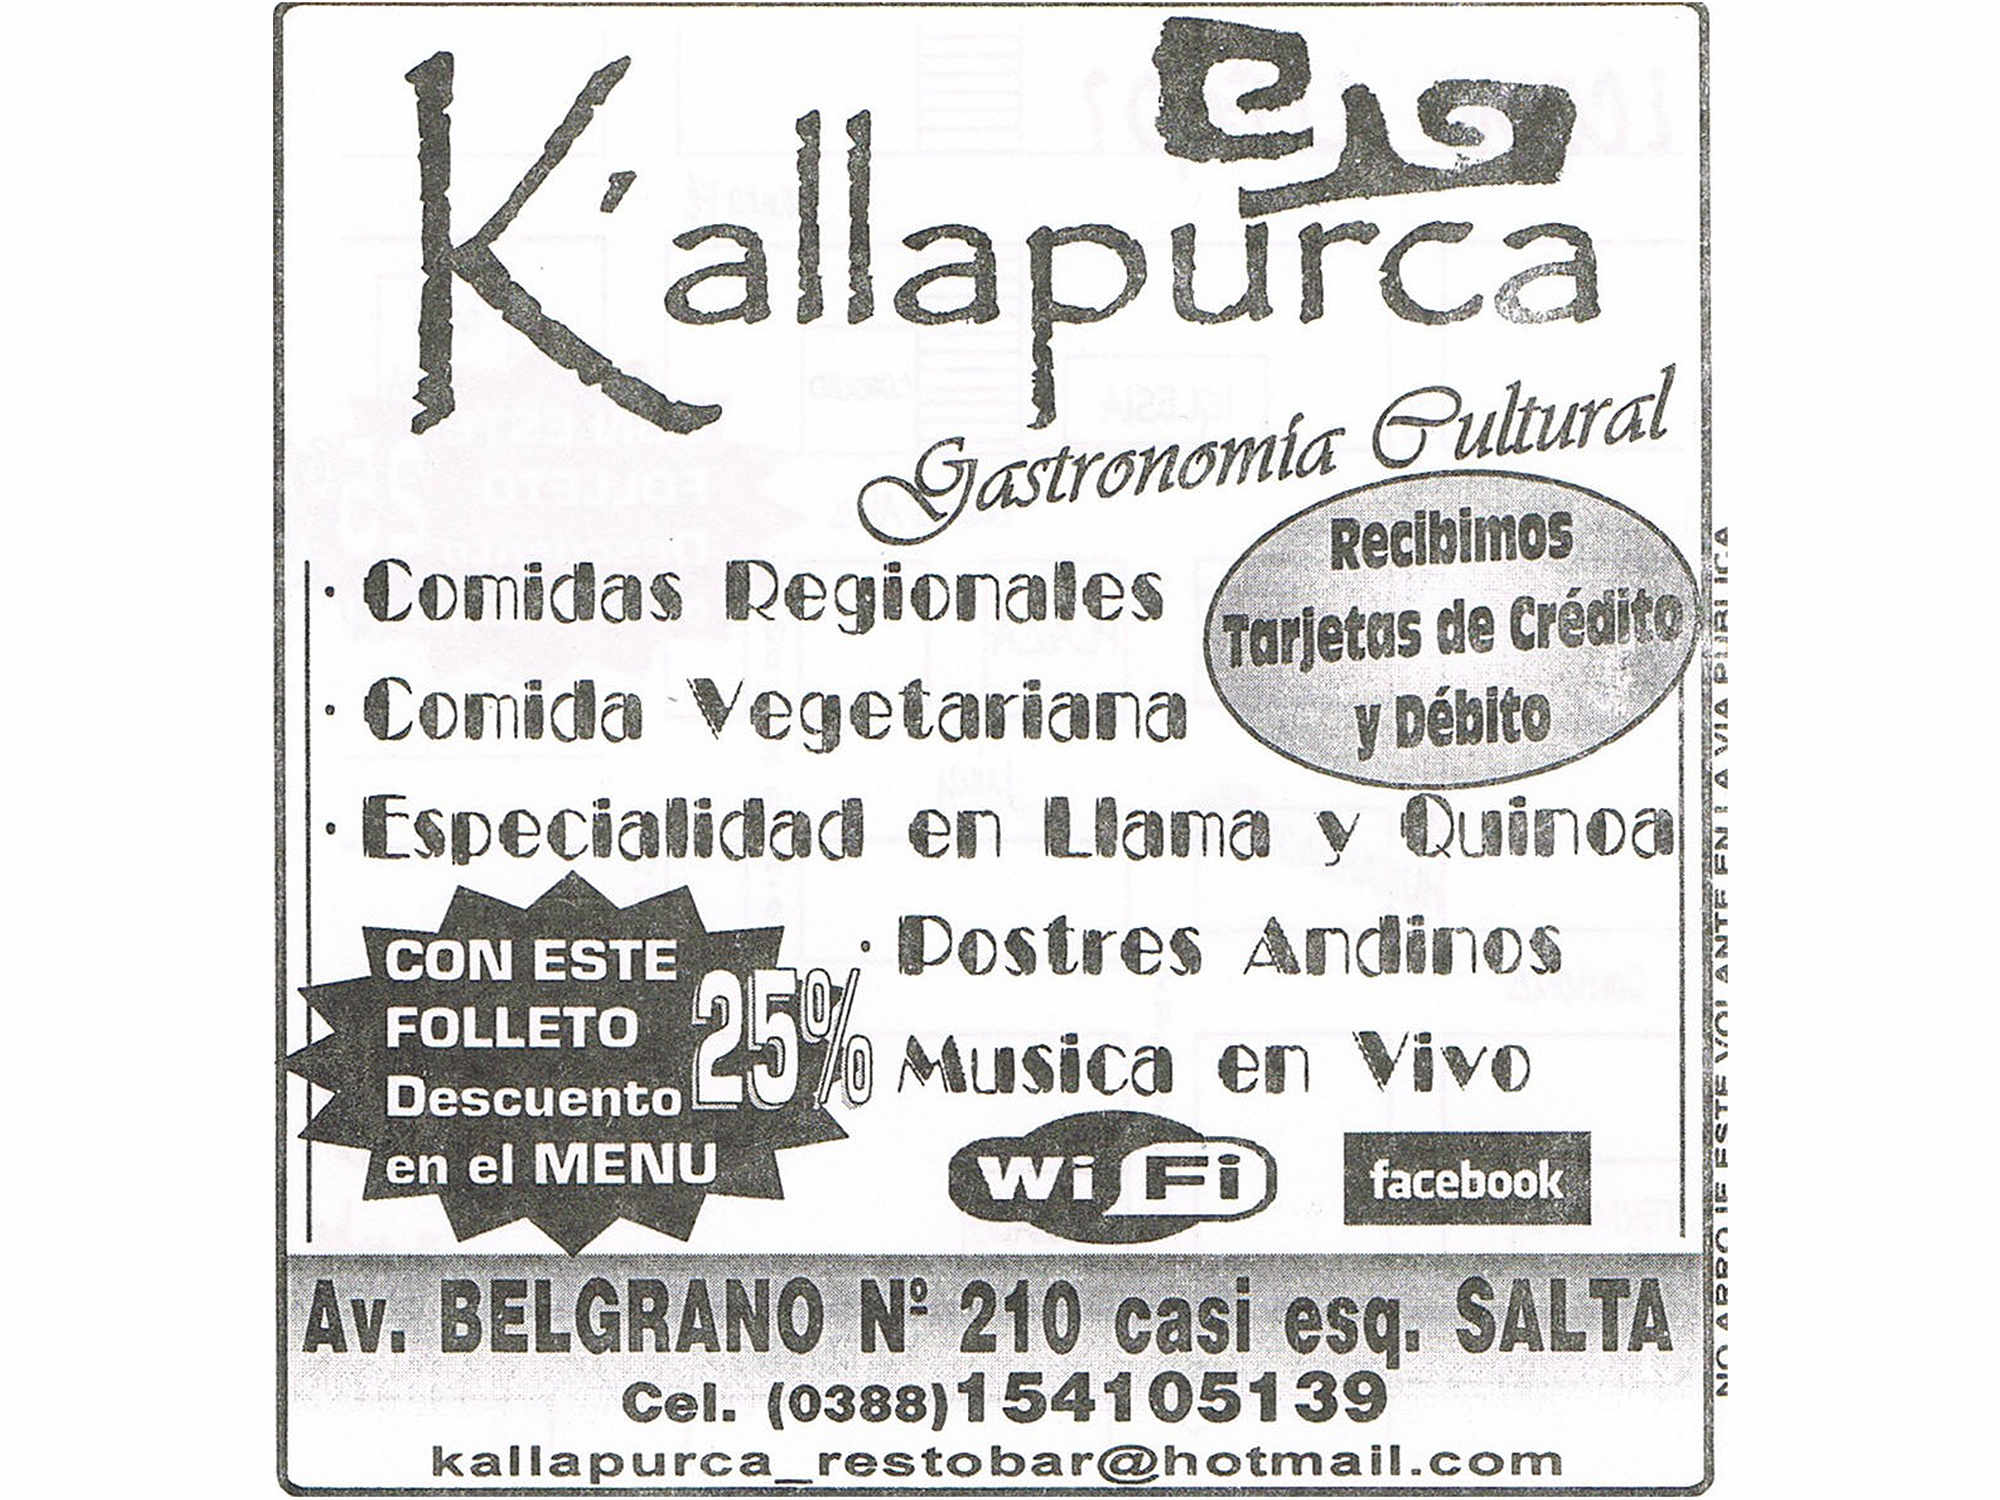 K'allapurca
Gastronomía Cultural
Recibimos
Tarjetas de Crédito
y Débito
· Comidas Regionales
· Comida Vegetariana
· Especialidad en Llama y Quinoa
· Postres Andinos
Musica en Vivo
CON ESTE
FOLLETO
Descuento 25%
en el MENU
Wi Fi
facebook
Av. BELGRANO Nº 210 casi esq. SALTA
Cel. (0388)154105139
kallapurca_restobar@hotmail.com
NO ARROJE ESTE VOLANTE EN LA VIA PUBLICA